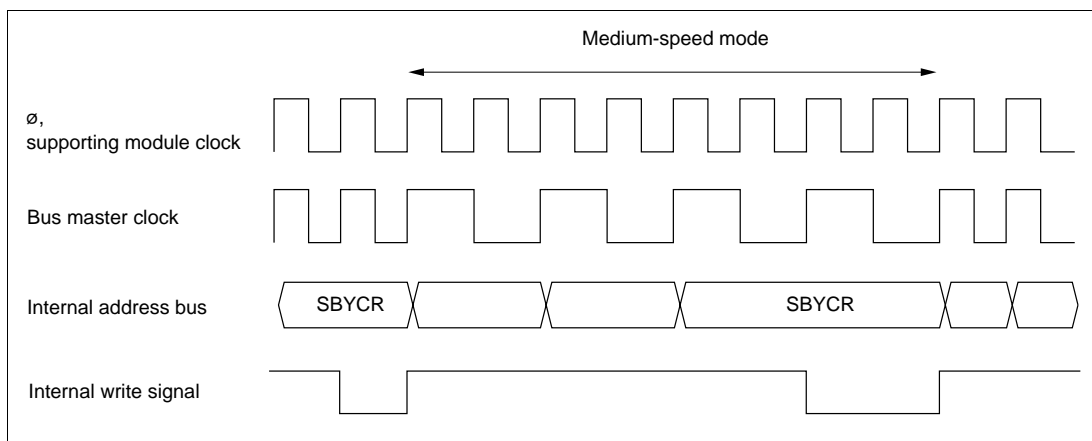 Medium-speed mode
ø,
supporting module clock
Bus master clock
Internal address bus
SBYCR
SBYCR
Internal write signal